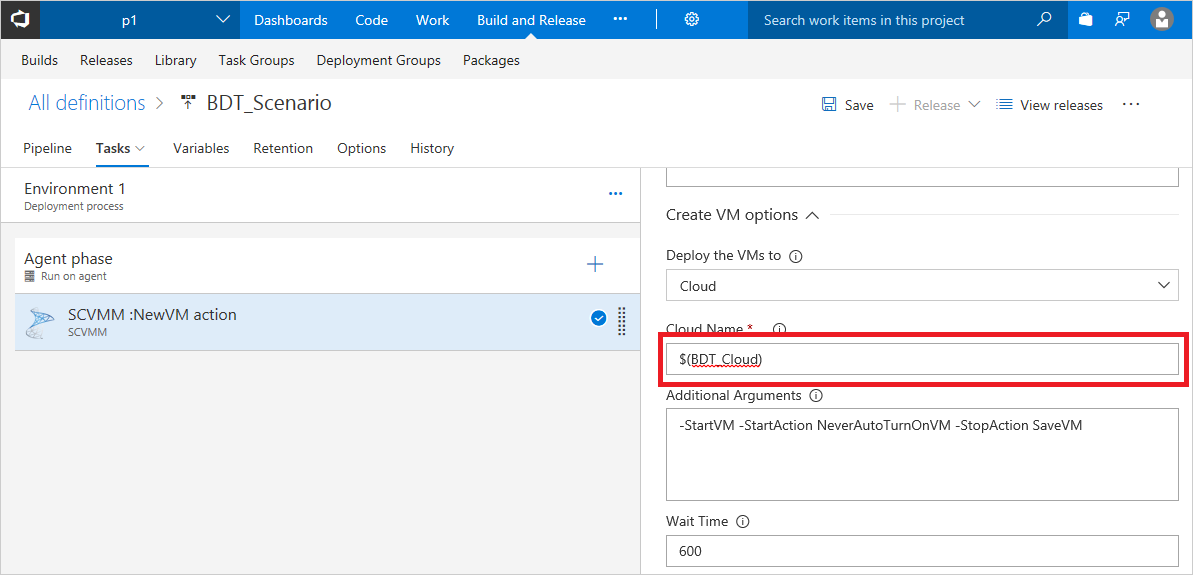 p1
Dashboards
Code
Work
Build and Release
...
Search work items in this project
Builds
Releases
Library
Task Groups
Deployment Groups
Packages
All definitions > BDT_Scenario
Save
Release
View releases
...
Pipeline
Tasks
Variables
Retention
Options
History
Environment 1
...
Deployment process
Agent phase
+
Run on agent
SCVMM :NewVM action
SCVMM
Create VM options
Deploy the VMs to
Cloud
Cloud Name *
$(BDT_Cloud)
Additional Arguments
-StartVM -StartAction NeverAutoTurnOnVM -StopAction SaveVM
Wait Time
600